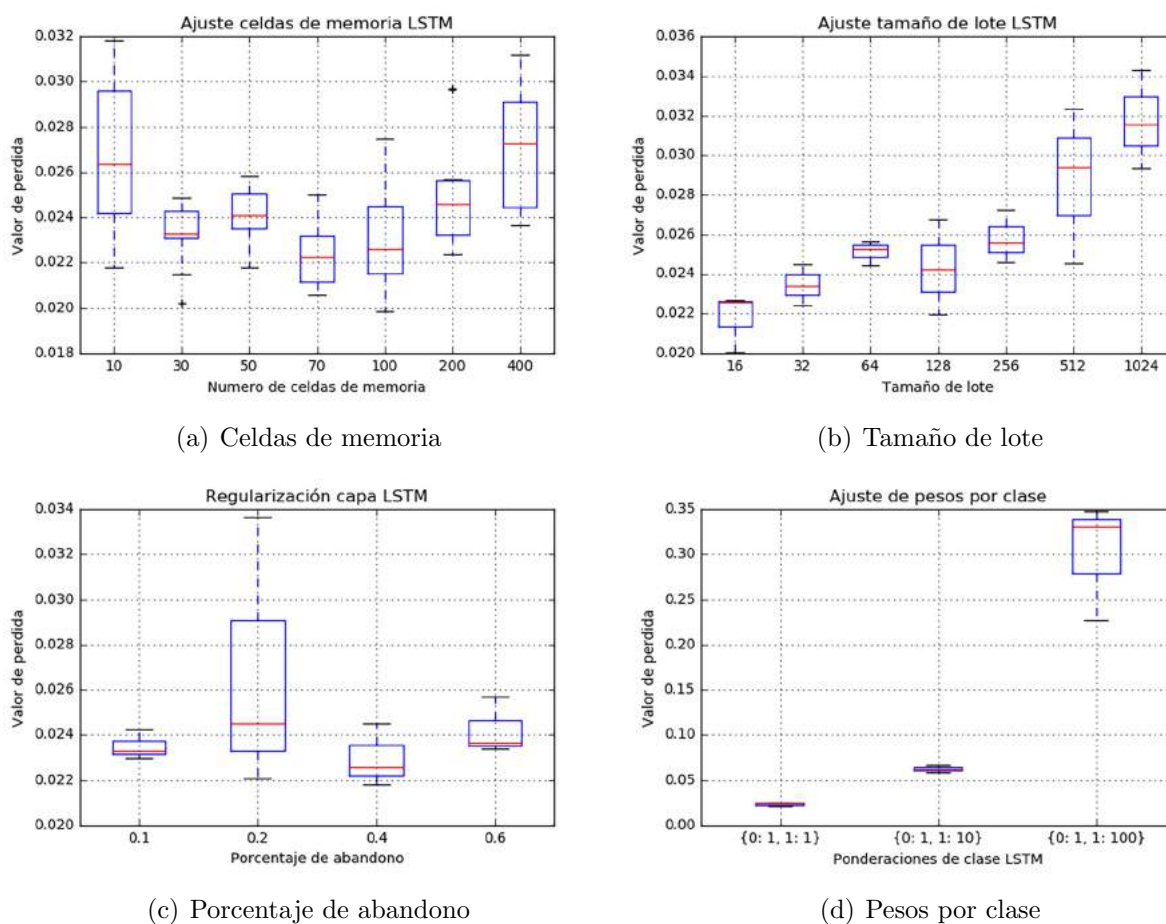 Ajuste celdas de memoria LSTM
Valor de perdida
0.032
0.030
0.028
0.026
0.024
0.022
0.020
0.018
10 30 50 70 100 200 400
Numero de celdas de memoria
(a) Celdas de memoria
Ajuste tamaño de lote LSTM
Valor de perdida
0.036
0.034
0.032
0.030
0.028
0.026
0.024
0.022
0.020
16 32 64 128 256 512 1024
Tamaño de lote
(b) Tamaño de lote
Regularización capa LSTM
Valor de perdida
0.034
0.032
0.030
0.028
0.026
0.024
0.022
0.020
0.1 0.2 0.4 0.6
Porcentaje de abandono
(c) Porcentaje de abandono
Ajuste de pesos por clase
Valor de perdida
0.35
0.30
0.25
0.20
0.15
0.10
0.05
0.00
{0: 1, 1: 1} {0: 1, 1: 10} {0: 1, 1: 100}
Ponderaciones de clase LSTM
(d) Pesos por clase